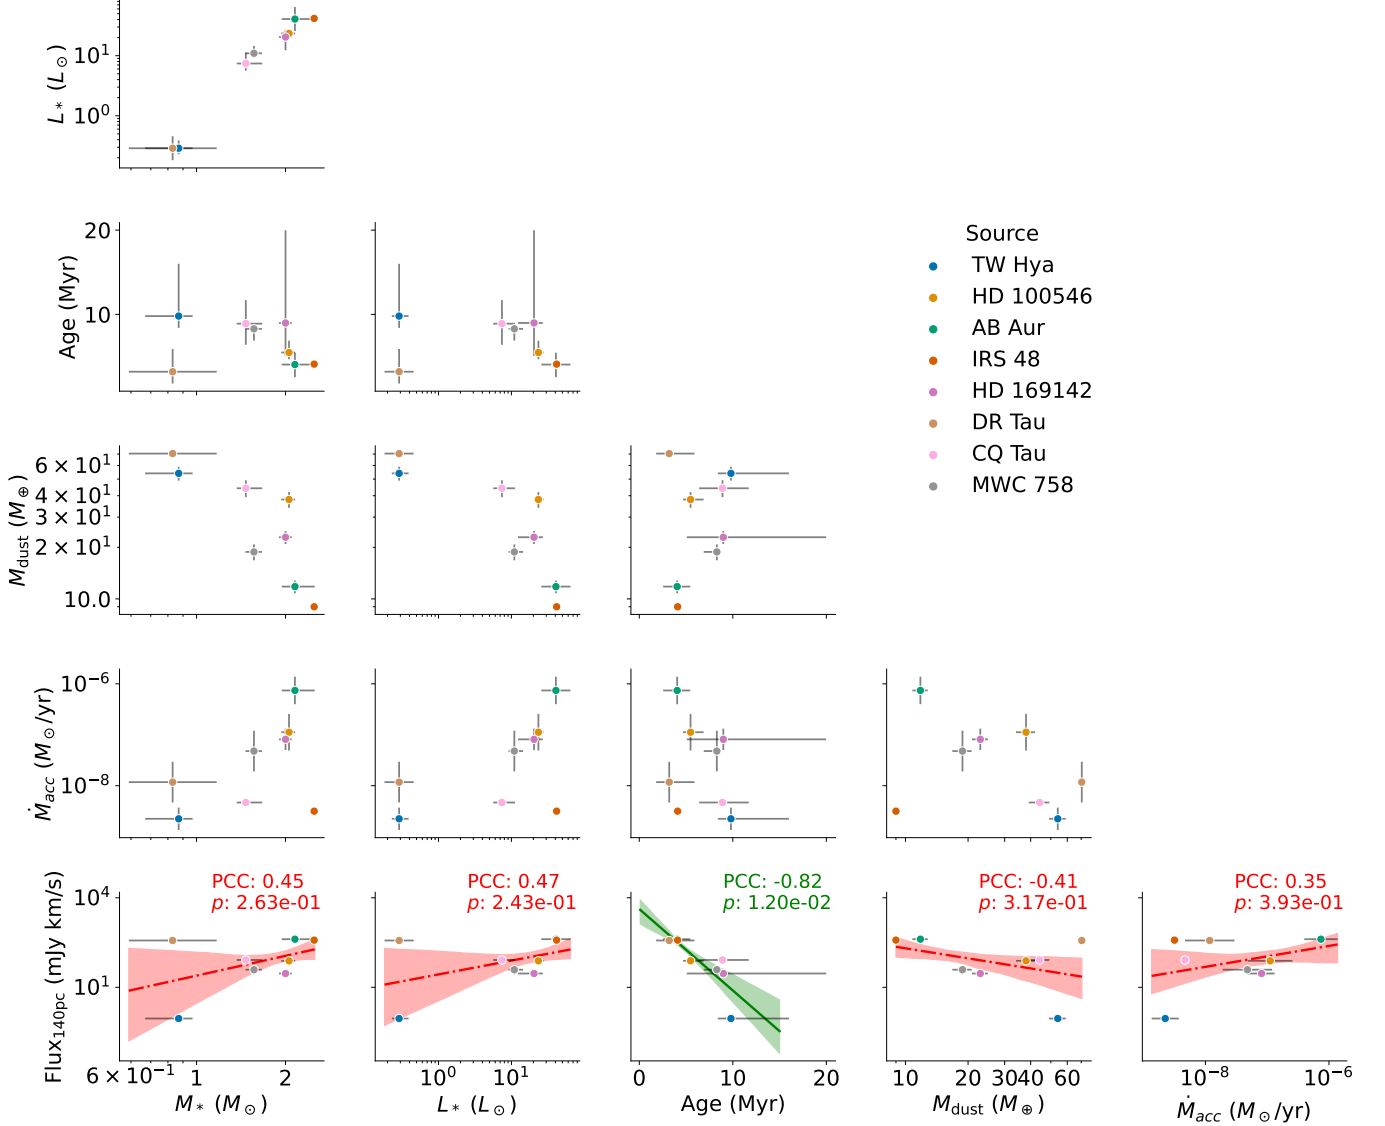 10¹
10⁰
L* (L⊙)
20
10
Age (Myr)
Source
TW Hya
HD 100546
AB Aur
IRS 48
HD 169142
DR Tau
CQ Tau
MWC 758
6 × 10¹
4 × 10¹
3 × 10¹
2 × 10¹
10.0
M_dust (M⊕)
10⁻⁶
10⁻⁸
Ṁ_acc (M⊙/yr)
PCC: 0.45
p: 2.63e-01
PCC: 0.47
p: 2.43e-01
PCC: -0.82
p: 1.20e-02
PCC: -0.41
p: 3.17e-01
PCC: 0.35
p: 3.93e-01
10⁴
10¹
Flux_140pc (mJy km/s)
6 × 10⁻¹ 1 2
10⁰ 10¹
0 10 20
10 20 30 40 60
10⁻⁸ 10⁻⁶
M* (M⊙)
L* (L⊙)
Age (Myr)
M_dust (M⊕)
Ṁ_acc (M⊙/yr)